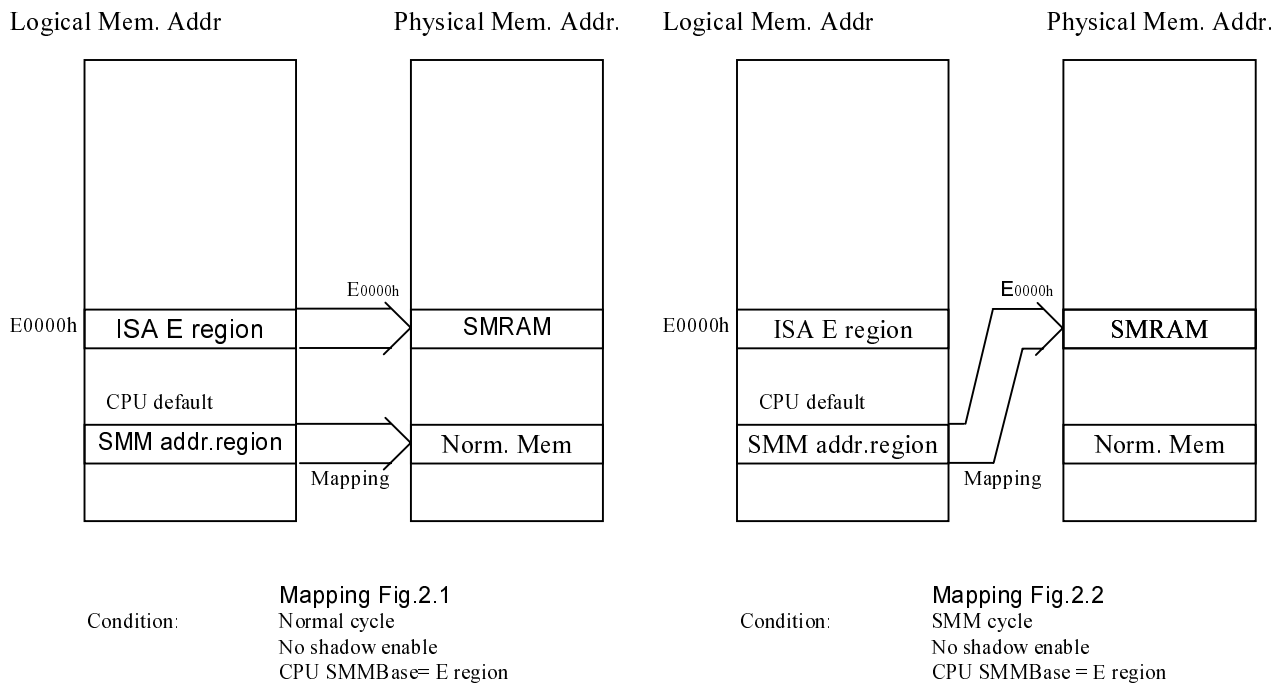 Logical Mem. Addr
Physical Mem. Addr.
E0000h
E0000h
ISA E region
SMRAM
CPU default
SMM addr.region
Norm. Mem
Mapping
Mapping Fig.2.1
Condition:
Normal cycle
No shadow enable
CPU SMMBase= E region
Logical Mem. Addr
Physical Mem. Addr.
E0000h
E0000h
ISA E region
SMRAM
CPU default
SMM addr.region
Norm. Mem
Mapping
Mapping Fig.2.2
Condition:
SMM cycle
No shadow enable
CPU SMMBase = E region